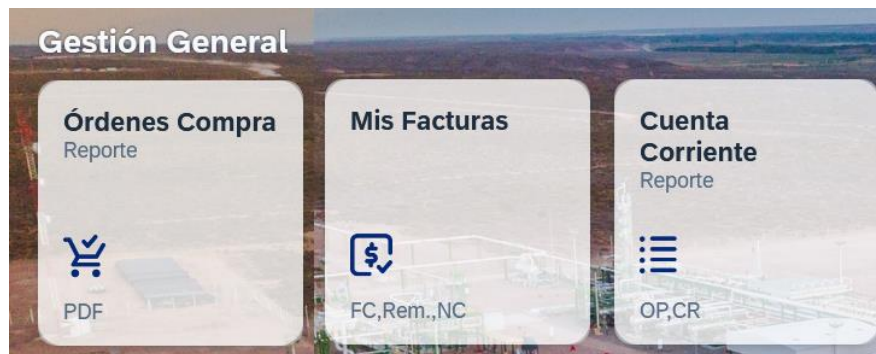 Gestión General
Órdenes Compra
Reporte
PDF
Mis Facturas
FC,Rem.,NC
Cuenta
Corriente
Reporte
OP,CR